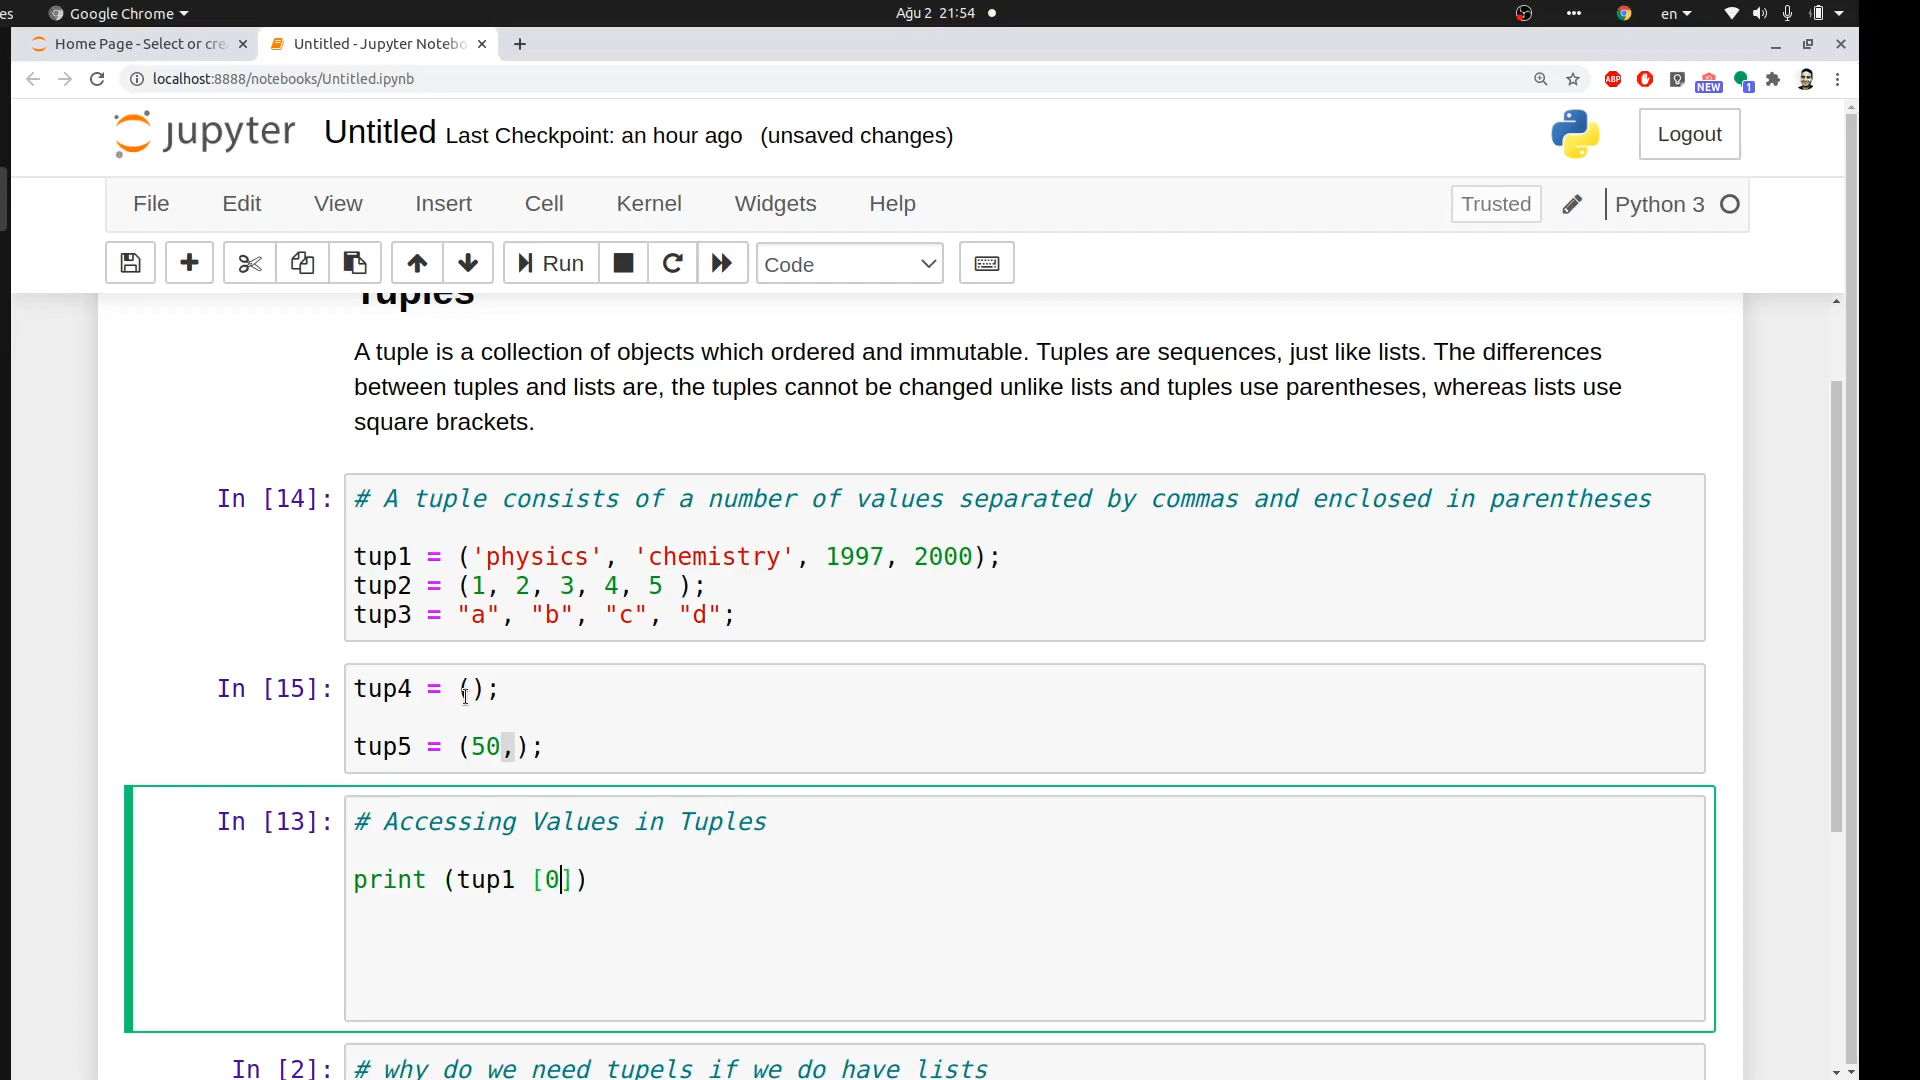 es
Google Chrome
Ağu 2 21:54
en
Home Page - Select or cre
Untitled - Jupyter Notebo
localhost:8888/notebooks/Untitled.ipynb
ABP
NEW
1
jupyter
Untitled Last Checkpoint: an hour ago (unsaved changes)
Logout
File
Edit
View
Insert
Cell
Kernel
Widgets
Help
Trusted
Python 3
Run
Code
Tuples
A tuple is a collection of objects which ordered and immutable. Tuples are sequences, just like lists. The differences
between tuples and lists are, the tuples cannot be changed unlike lists and tuples use parentheses, whereas lists use
square brackets.
In [14]:
# A tuple consists of a number of values separated by commas and enclosed in parentheses
tup1 = ('physics', 'chemistry', 1997, 2000);
tup2 = (1, 2, 3, 4, 5 );
tup3 = "a", "b", "c", "d";
In [15]:
tup4 = ();
tup5 = (50,);
In [13]:
# Accessing Values in Tuples
print (tup1 [0])
In [2]:
# why do we need tupels if we do have lists